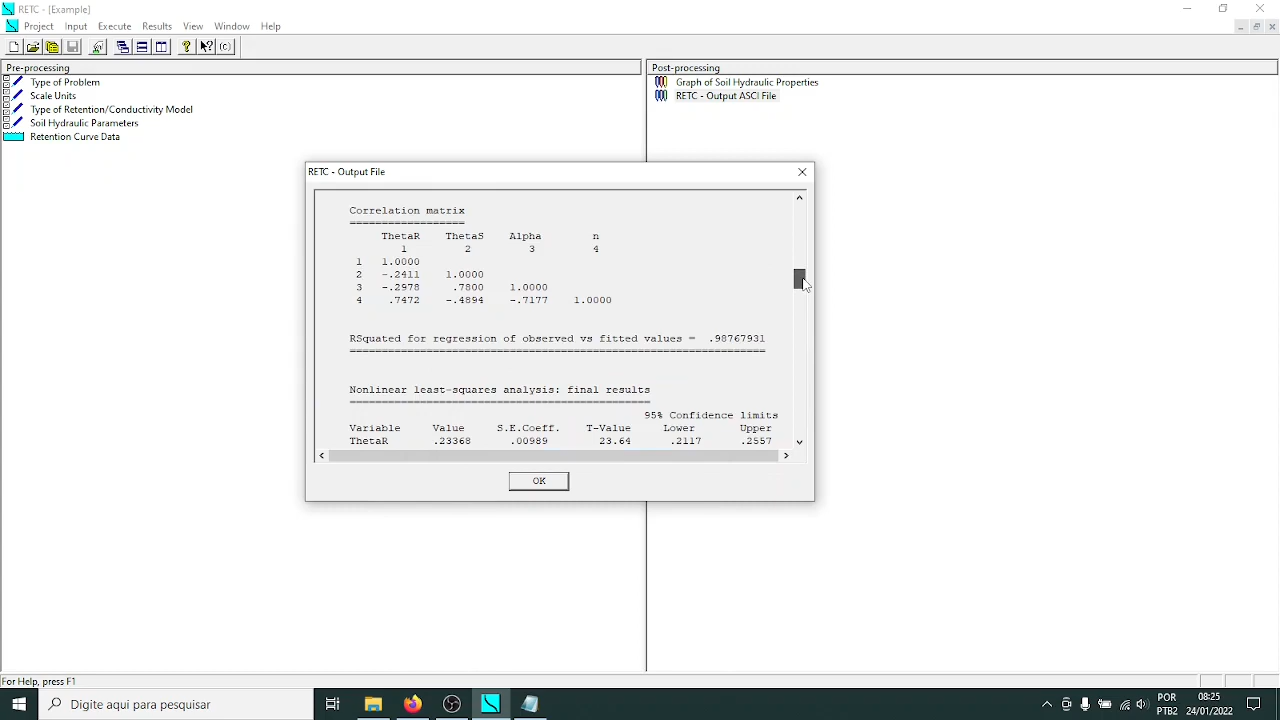 RETC - [Example]
Project Input Execute Results View Window Help
Pre-processing
Type of Problem
Scale Units
Type of Retention/Conductivity Model
Soil Hydraulic Parameters
Retention Curve Data
Post-processing
Graph of Soil Hydraulic Properties
RETC - Output ASCI File
RETC - Output File
Correlation matrix
==================
ThetaR ThetaS Alpha n
1 2 3 4
1 1.0000
2 -.2411 1.0000
3 -.2978 .7800 1.0000
4 .7472 -.4894 -.7177 1.0000
RSquated for regression of observed vs fitted values = .98767931
=================================================================
Nonlinear least-squares analysis: final results
===============================================
95% Confidence limits
Variable Value S.E.Coeff. T-Value Lower Upper
ThetaR .23368 .00989 23.64 .2117 .2557
OK
For Help, press F1
Digite aqui para pesquisar
POR
PTB2
08:25
24/01/2022